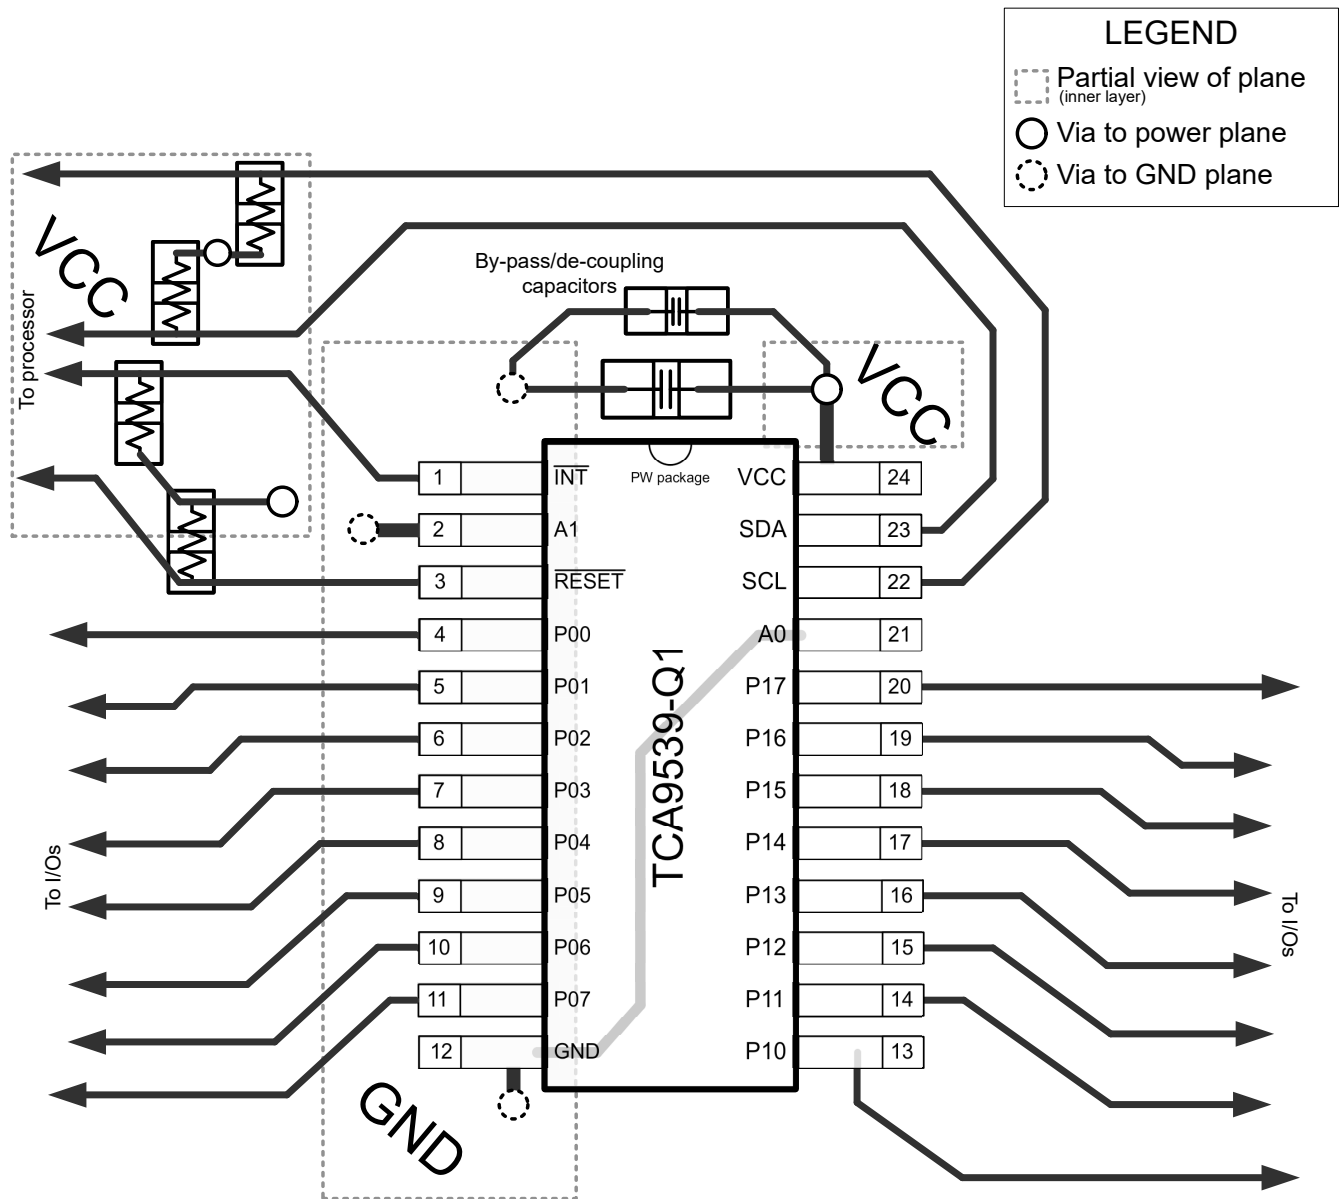 LEGEND
Partial view of plane
(inner layer)
Via to power plane
Via to GND plane
VCC
To processor
By-pass/de-coupling
capacitors
VCC
PW package
TCA9539-Q1
1 INT
2 A1
3 RESET
4 P00
5 P01
6 P02
7 P03
8 P04
9 P05
10 P06
11 P07
12 GND
VCC 24
SDA 23
SCL 22
A0 21
P17 20
P16 19
P15 18
P14 17
P13 16
P12 15
P11 14
P10 13
To I/Os
To I/Os
GND